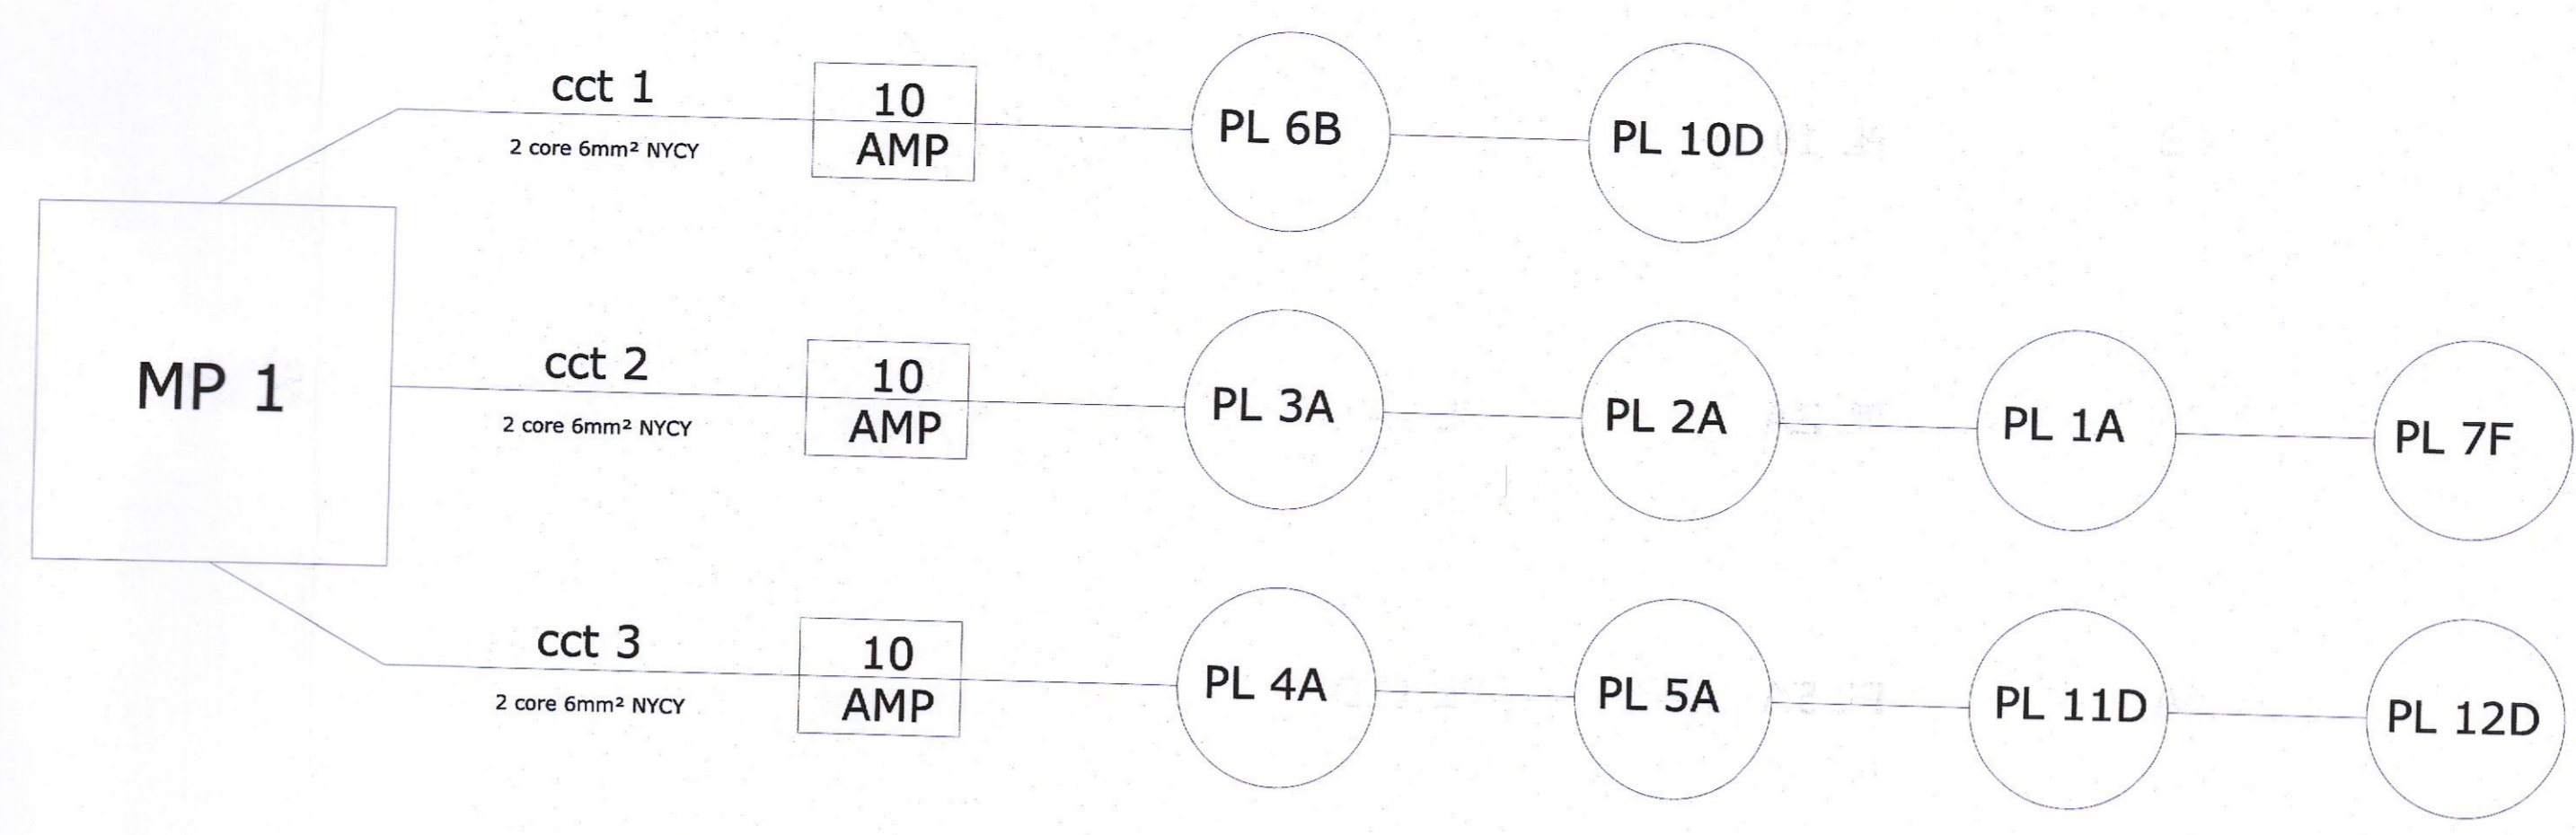 cct 1
2 core 6mm² NYCY
10
AMP
PL 6B
PL 10D
MP 1
cct 2
2 core 6mm² NYCY
10
AMP
PL 3A
PL 2A
PL 1A
PL 7F
cct 3
2 core 6mm² NYCY
10
AMP
PL 4A
PL 5A
PL 11D
PL 12D